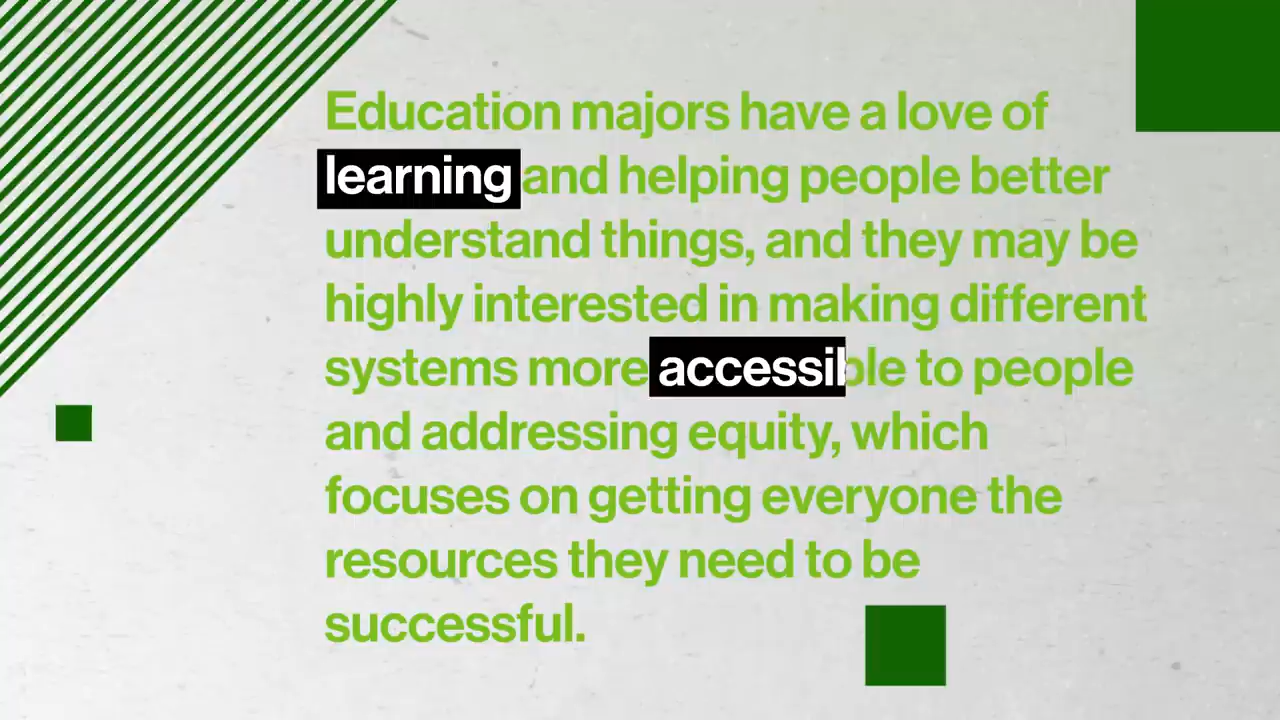 Education majors have a love of
learning and helping people better
understand things, and they may be
highly interested in making different
systems more accessible to people
and addressing equity, which
focuses on getting everyone the
resources they need to be
successful.